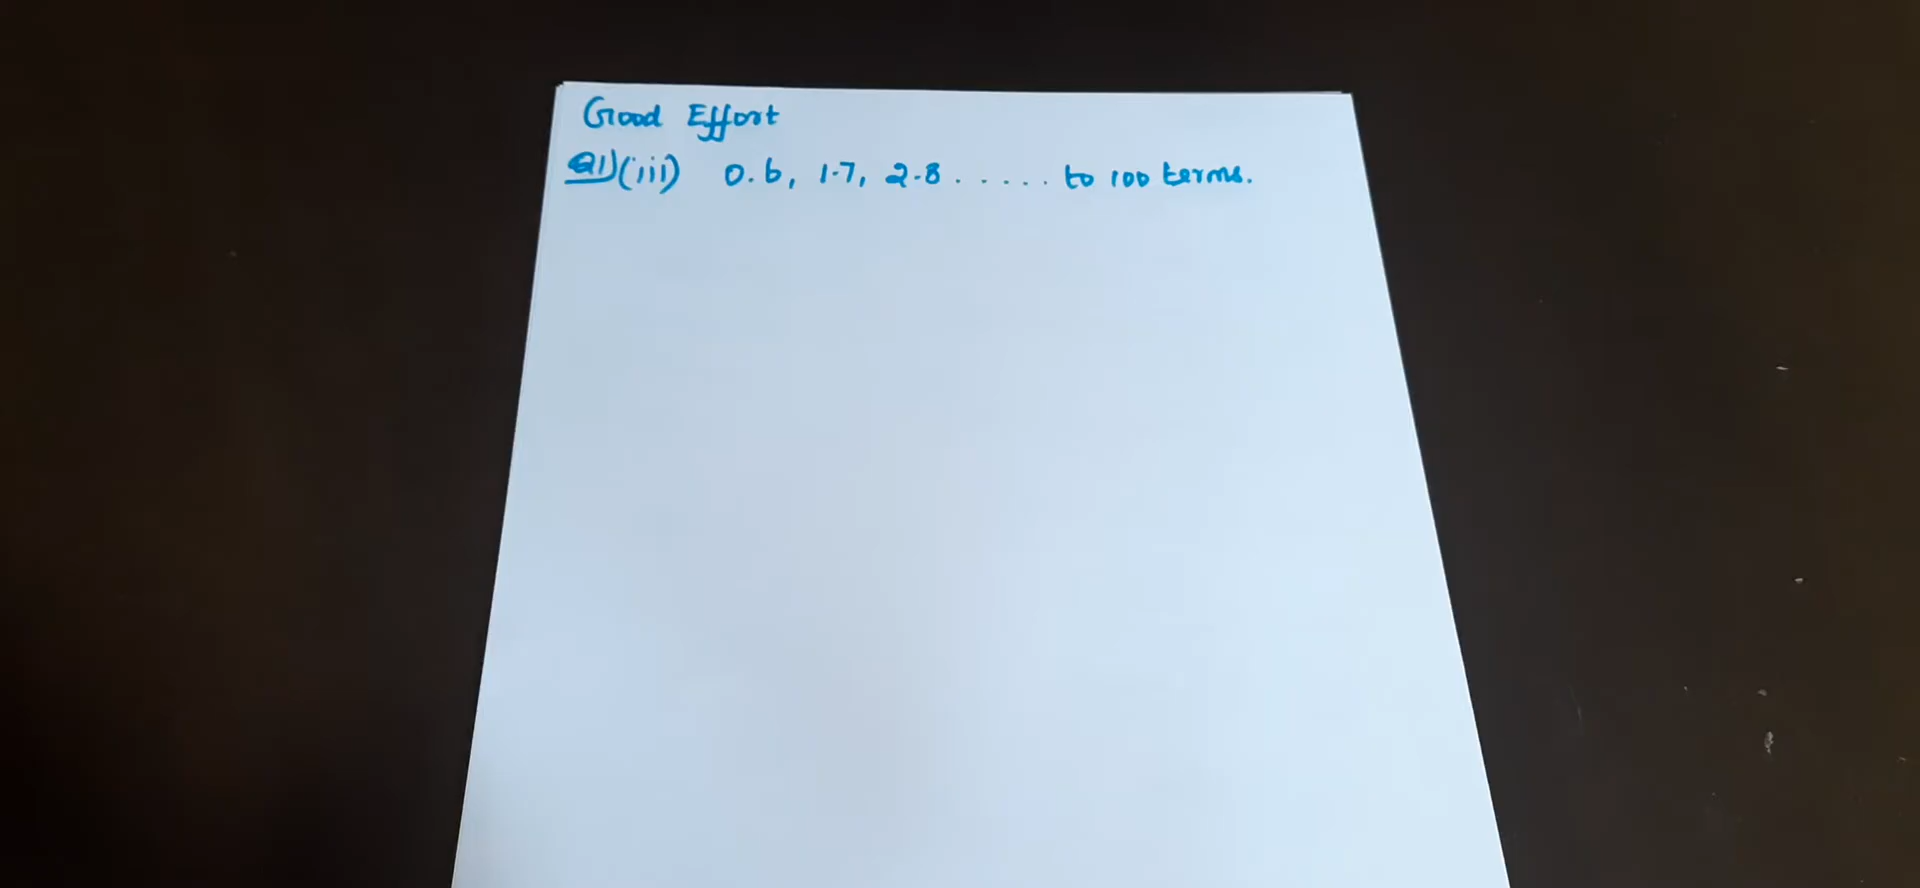 Good Effort
Q1)(iii) 0.6, 1.7, 2.8 ..... to 100 terms.